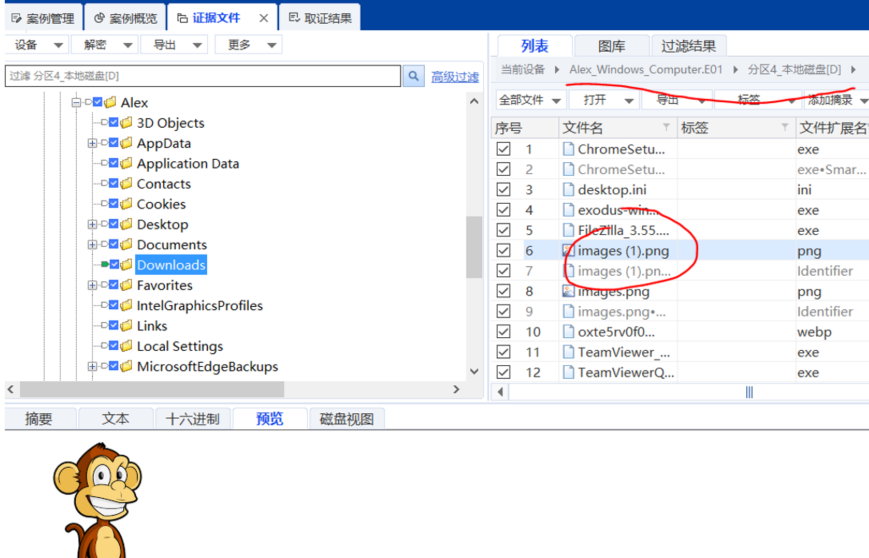 案例管理 案例概览 证据文件 × 取证结果
设备 解密 导出 更多
过滤 分区4_本地磁盘[D] 高级过滤
Alex
3D Objects
AppData
Application Data
Contacts
Cookies
Desktop
Documents
Downloads
Favorites
IntelGraphicsProfiles
Links
Local Settings
MicrosoftEdgeBackups
列表 图库 过滤结果
当前设备 Alex_Windows_Computer.E01 分区4_本地磁盘[D]
全部文件 打开 导出 标签 添加摘录
序号 文件名 标签 文件扩展名
1 ChromeSetu... exe
2 ChromeSetu... exe•Smar...
3 desktop.ini ini
4 exodus-win... exe
5 FileZilla_3.55.... exe
6 images (1).png png
7 images (1).pn... Identifier
8 images.png png
9 images.png•... Identifier
10 oxte5rv0f0... webp
11 TeamViewer_... exe
12 TeamViewerQ... exe
摘要 文本 十六进制 预览 磁盘视图